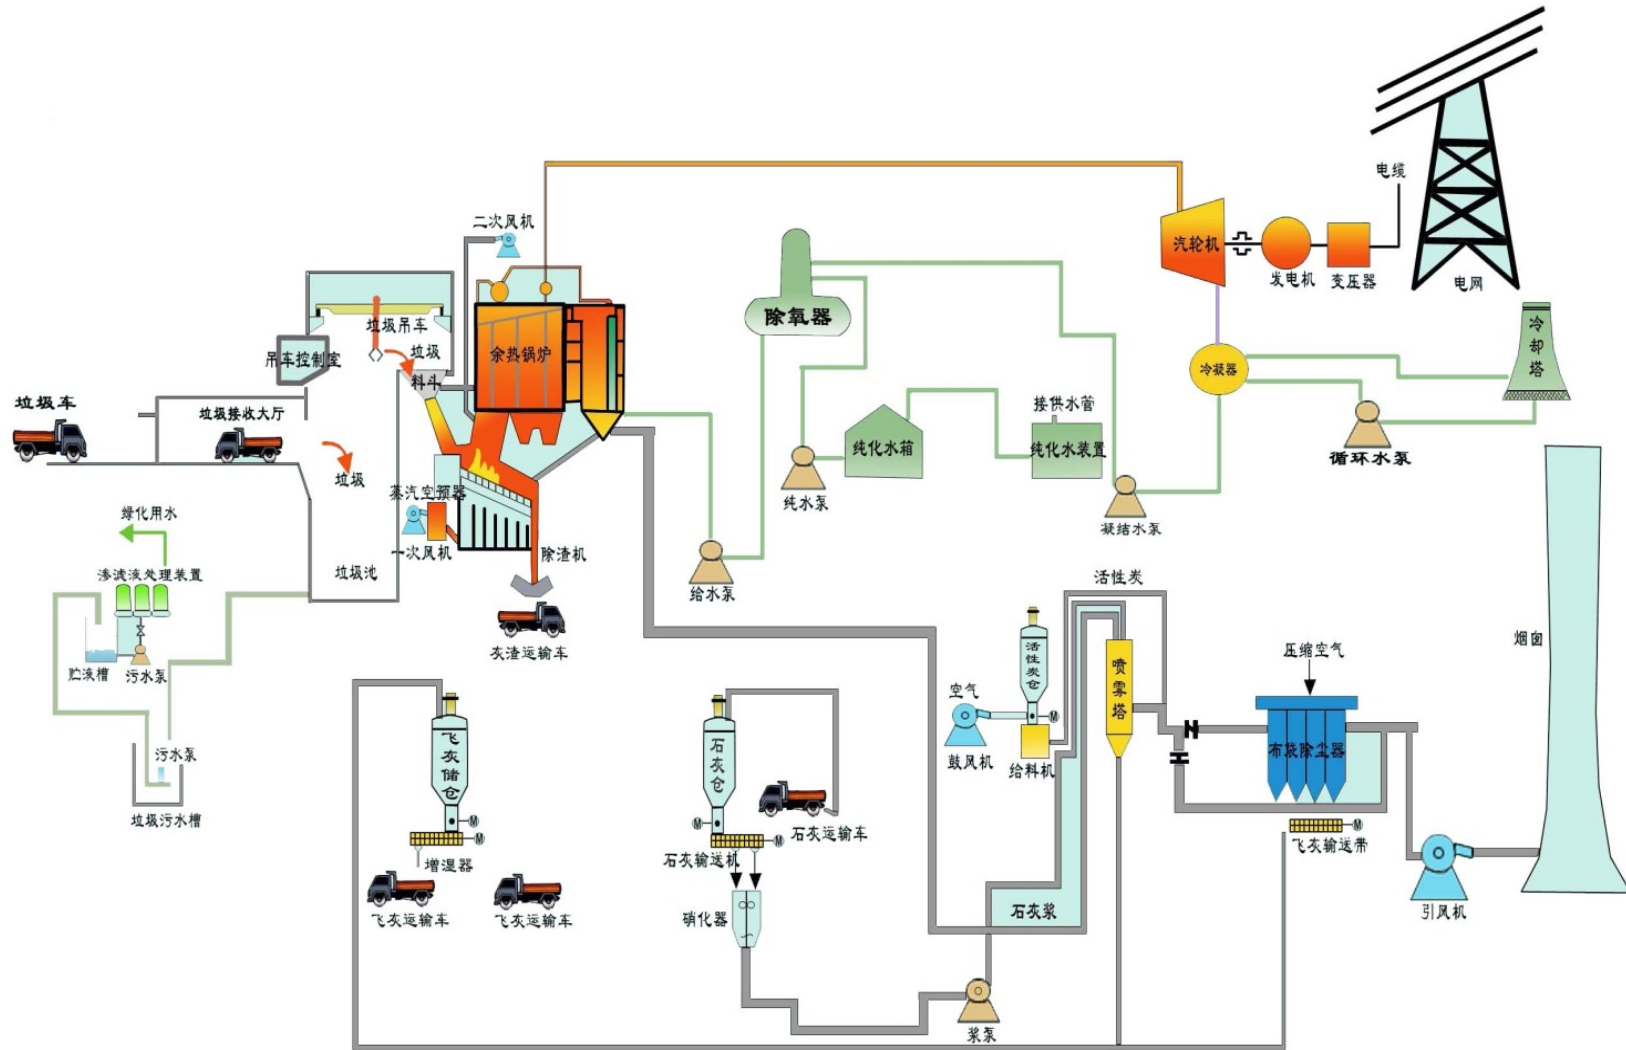 电缆
二次风机
汽轮机
发电机
变压器
电网
除氧器
垃圾吊车
垃圾
吊车控制室
余热锅炉
料斗
冷凝器
冷
却
塔
垃圾车
垃圾接收大厅
接供水管
纯化水箱
纯化水装置
循环水泵
垃圾
蒸汽空预器
纯水泵
凝结水泵
绿化用水
一次风机
除渣机
渗滤液处理装置
垃圾池
给水泵
活性炭
贮液槽
污水泵
灰渣运输车
活
性
炭
仓
喷
雾
塔
压缩空气
烟囱
空气
M
污水泵
飞
灰
储
仓
石
灰
仓
鼓风机
给料机
布袋除尘器
垃圾污水槽
M
M
M
M
石灰运输车
M
增湿器
石灰输送机
飞灰输送带
飞灰运输车
飞灰运输车
硝化器
石灰浆
引风机
浆泵